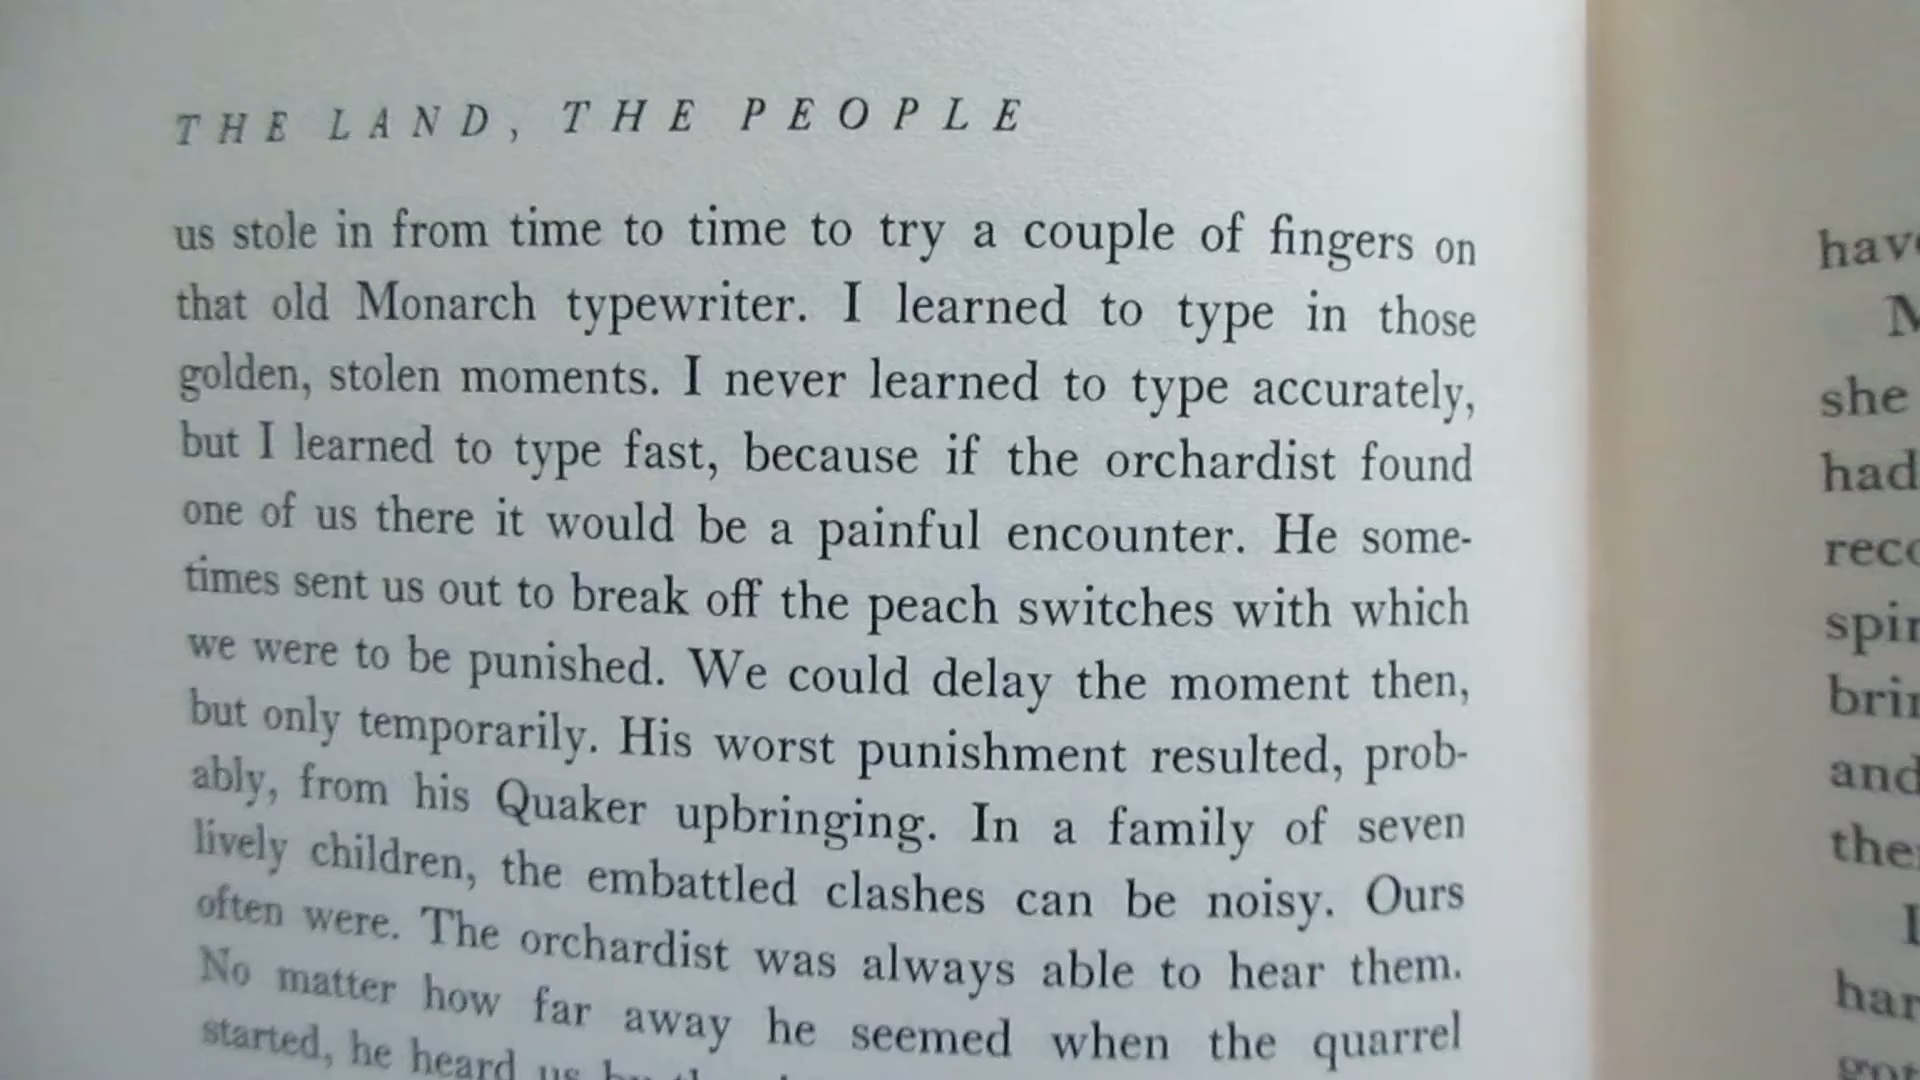 THE LAND, THE PEOPLE
us stole in from time to time to try a couple of fingers on
that old Monarch typewriter. I learned to type in those
golden, stolen moments. I never learned to type accurately,
but I learned to type fast, because if the orchardist found
one of us there it would be a painful encounter. He some-
times sent us out to break off the peach switches with which
we were to be punished. We could delay the moment then,
but only temporarily. His worst punishment resulted, prob-
ably, from his Quaker upbringing. In a family of seven
lively children, the embattled clashes can be noisy. Ours
often were. The orchardist was always able to hear them.
No matter how far away he seemed when the quarrel
started, he heard us
she
had
and